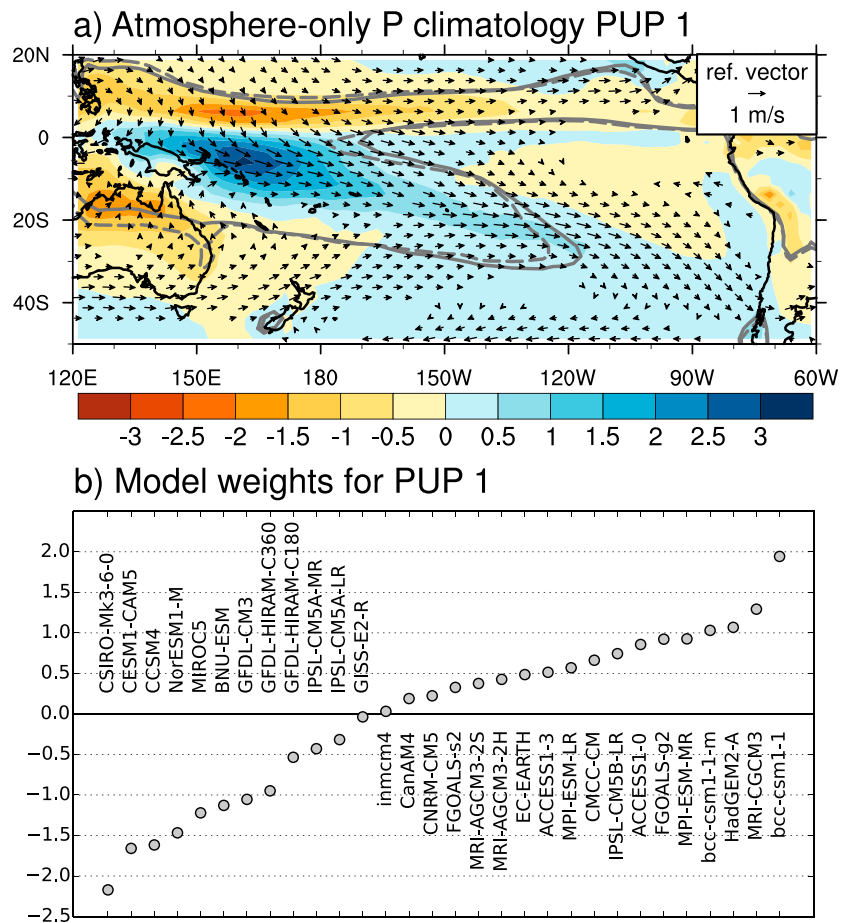 a) Atmosphere-only P climatology PUP 1
20N
0
20S
40S
ref. vector
1 m/s
120E 150E 180 150W 120W 90W 60W
-3 -2.5 -2 -1.5 -1 -0.5 0 0.5 1 1.5 2 2.5 3
b) Model weights for PUP 1
2.0
1.5
1.0
0.5
0.0
−0.5
−1.0
−1.5
−2.0
−2.5
CSIRO-Mk3-6-0
CESM1-CAM5
CCSM4
NorESM1-M
MIROC5
BNU-ESM
GFDL-CM3
GFDL-HIRAM-C360
GFDL-HIRAM-C180
IPSL-CM5A-MR
IPSL-CM5A-LR
GISS-E2-R
inmcm4
CanAM4
CNRM-CM5
FGOALS-s2
MRI-AGCM3-2S
MRI-AGCM3-2H
EC-EARTH
ACCESS1-3
MPI-ESM-LR
CMCC-CM
IPSL-CM5B-LR
ACCESS1-0
FGOALS-g2
MPI-ESM-MR
bcc-csm1-1-m
HadGEM2-A
MRI-CGCM3
bcc-csm1-1